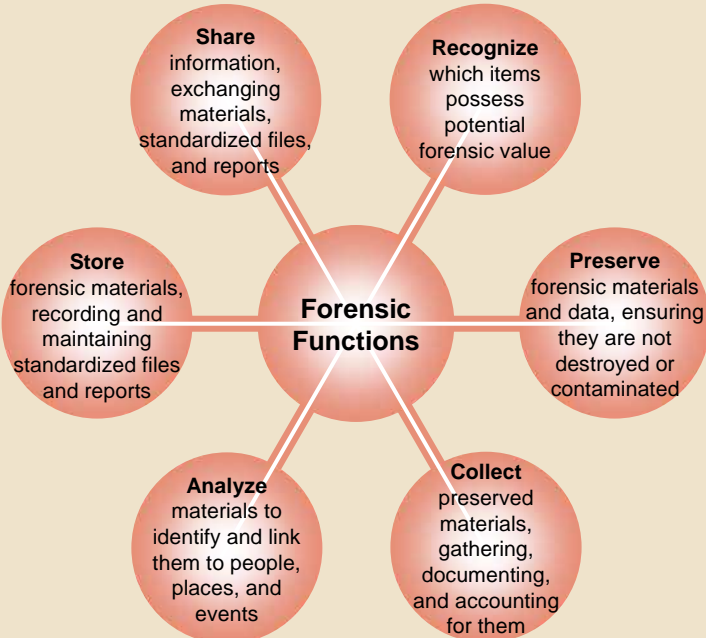 Share
information,
exchanging
materials,
standardized files,
and reports
Recognize
which items
possess
potential
forensic value
Store
forensic materials,
recording and
maintaining
standardized files
and reports
Forensic
Functions
Preserve
forensic materials
and data, ensuring
they are not
destroyed or
contaminated
Analyze
materials to
identify and link
them to people,
places, and
events
Collect
preserved
materials,
gathering,
documenting,
and accounting
for them